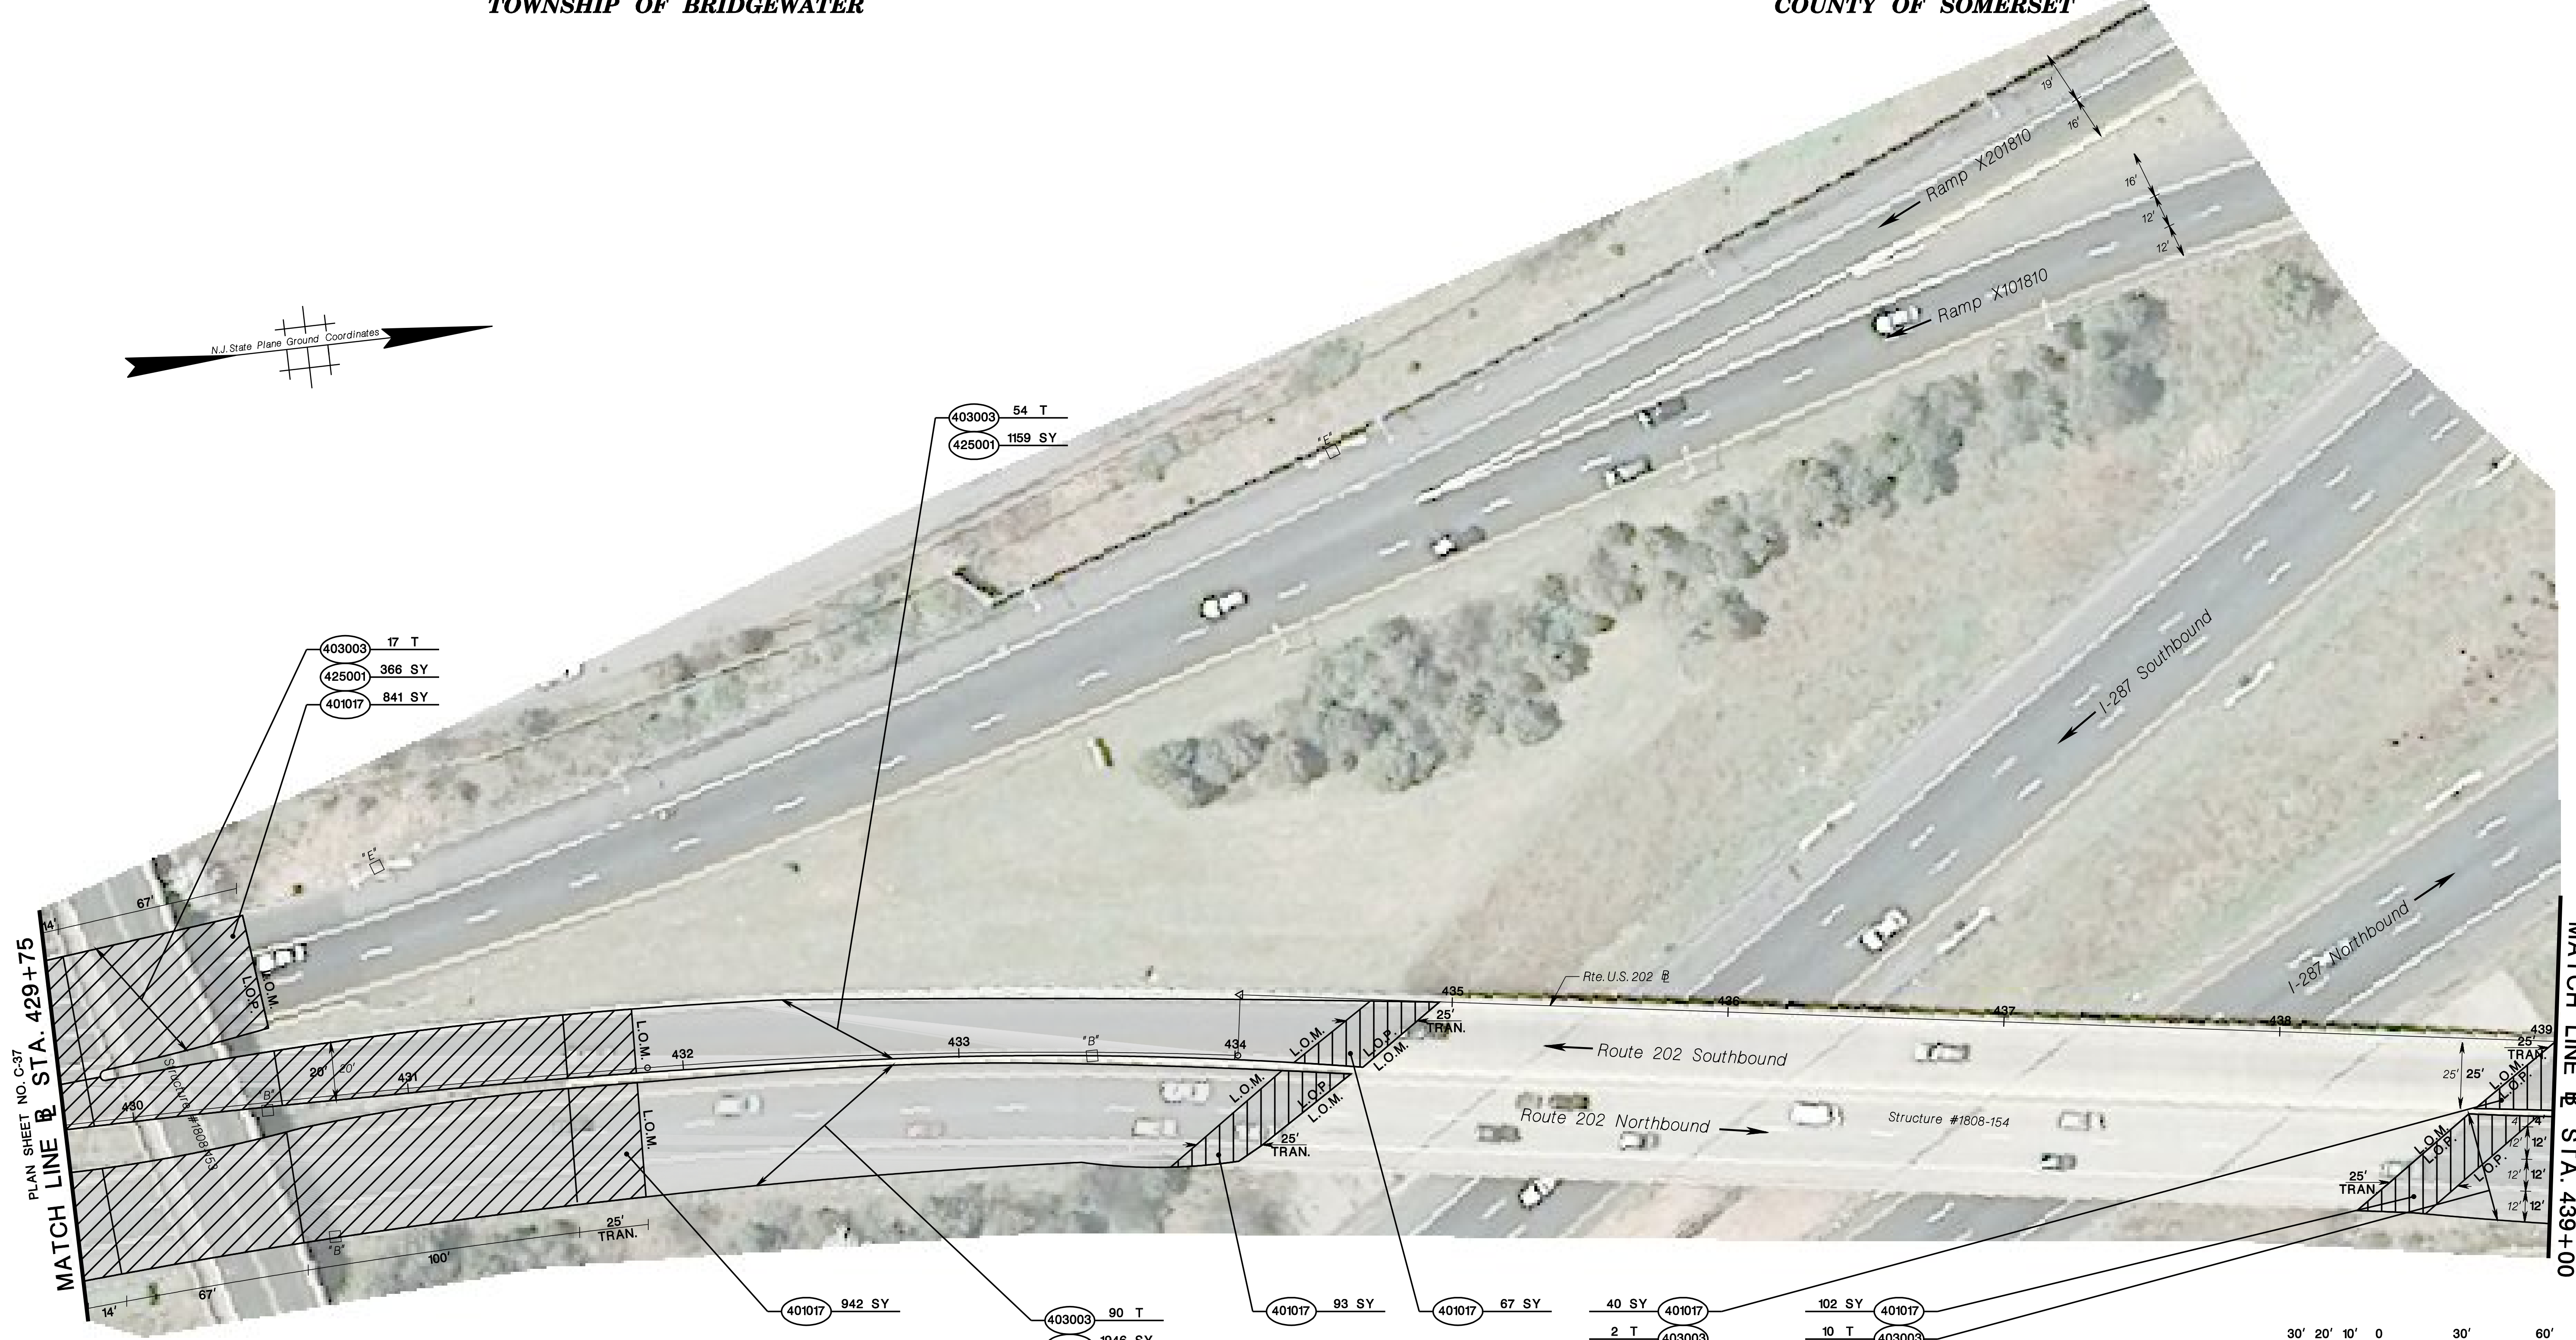 TOWNSHIP OF BRIDGEWATER
COUNTY OF SOMERSET
19'
16'
Ramp X201810
16'
12'
12'
Ramp X101810
N.J. State Plane Ground Coordinates
403003 54 T
425001 1159 SY
"E"
403003 17 T
425001 366 SY
401017 841 SY
I-287 Southbound
I-287 Northbound
"E"
67'
14'
L.O.M.
L.O.P.
PLAN SHEET NO. C-37
MATCH LINE ℄ STA. 429+75
Structure #1808-153
430
431
432
433
434
435
436
437
438
439
20'
20'
"B"
"B"
"B"
L.O.M.
L.O.M.
14'
67'
100'
25'
TRAN.
Rte. U.S. 202 ℄
L.O.M.
L.O.P.
L.O.M.
25'
TRAN.
L.O.M.
L.O.P.
L.O.M.
25'
TRAN.
Route 202 Southbound
Route 202 Northbound
Structure #1808-154
25'
TRAN.
25'
25'
L.O.M.
L.O.P.
L.O.M.
L.O.P.
L.O.P.
25'
TRAN.
4'
4'
12'
12'
12'
12'
12'
12'
MATCH LINE ℄ STA. 439+00
401017 942 SY
403003 90 T
1946 SY
401017 93 SY
401017 67 SY
40 SY 401017
2 T 403003
102 SY 401017
10 T 403003
30' 20' 10' 0 30' 60'